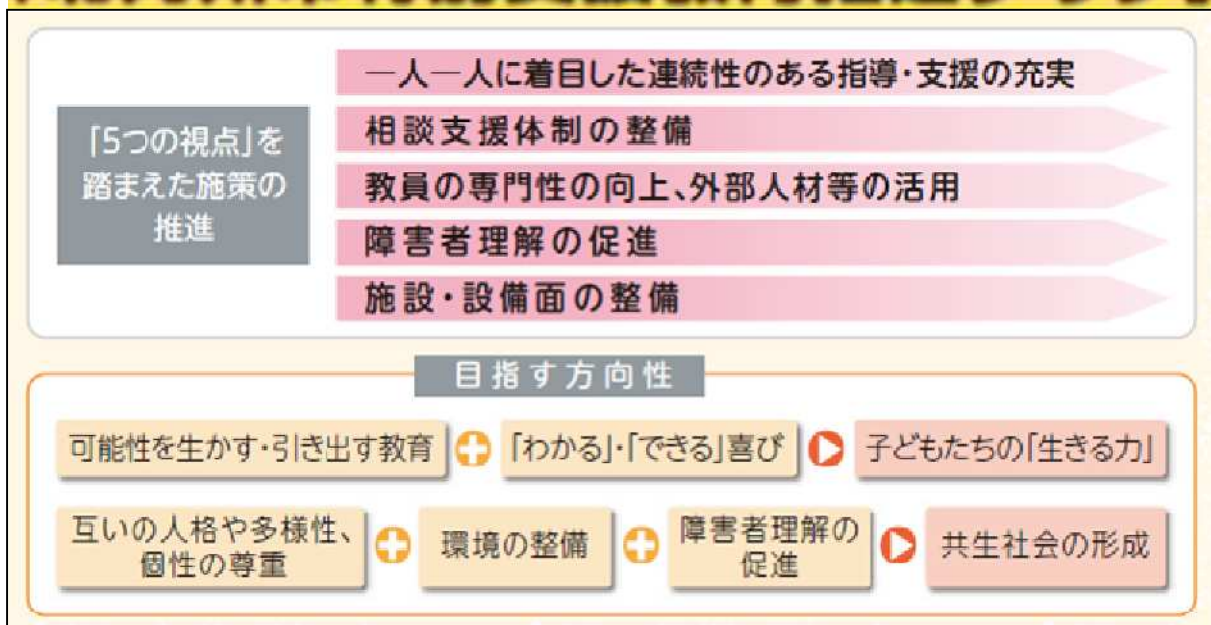 一人一人に着目した連続性のある指導・支援の充実
「5つの視点」を
踏まえた施策の
推進
相談支援体制の整備
教員の専門性の向上、外部人材等の活用
障害者理解の促進
施設・設備面の整備
目指す方向性
可能性を生かす・引き出す教育
「わかる」・「できる」喜び
子どもたちの「生きる力」
互いの人格や多様性、
個性の尊重
環境の整備
障害者理解の
促進
共生社会の形成